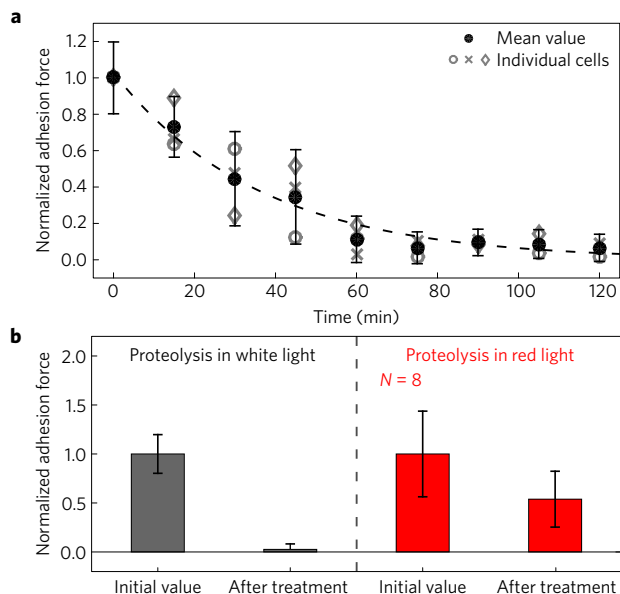 a
1.2
1.0
0.8
0.6
0.4
0.2
0.0
Normalized adhesion force
Mean value
Individual cells
0 20 40 60 80 100 120
Time (min)
b
2.0
1.5
1.0
0.5
0.0
Normalized adhesion force
Proteolysis in white light
Proteolysis in red light
N = 8
Initial value After treatment Initial value After treatment